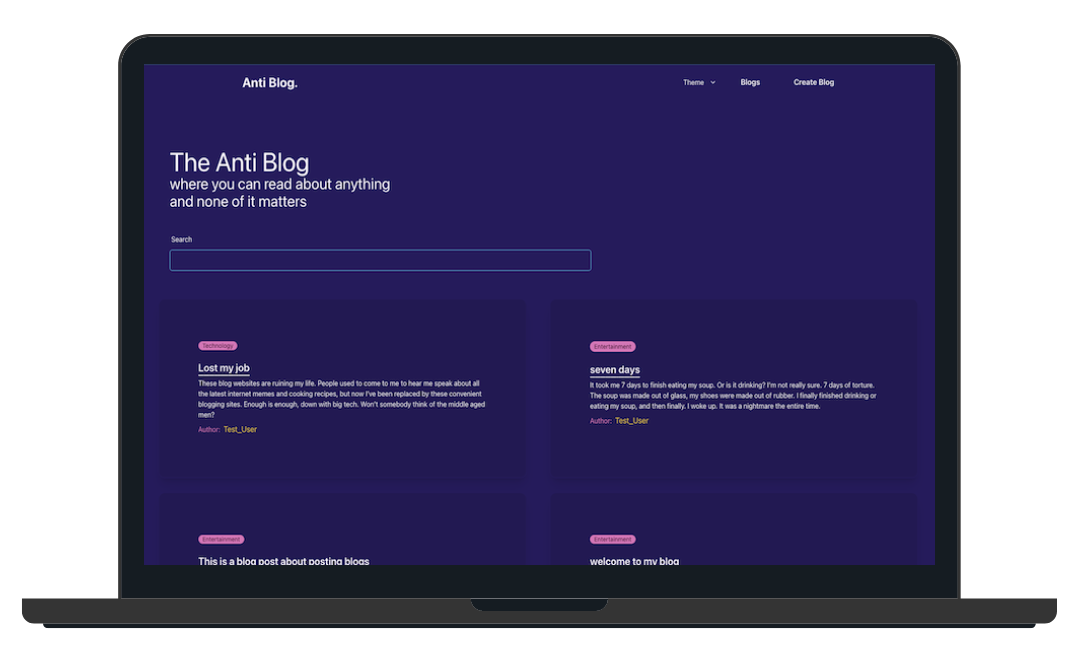 Anti Blog.
Theme
Blogs
Create Blog
The Anti Blog
where you can read about anything
and none of it matters
Search
Technology
Lost my job
These blog websites are ruining my life. People used to come to me to hear me speak about all
the latest internet memes and cooking recipes, but now I've been replaced by these convenient
blogging sites. Enough is enough, down with big tech. Won't somebody think of the middle aged
men?
Author: Test_User
Entertainment
seven days
It took me 7 days to finish eating my soup. Or is it drinking? I'm not really sure. 7 days of torture.
The soup was made out of glass, my shoes were made out of rubber. I finally finished drinking or
eating my soup, and then finally. I woke up. It was a nightmare the entire time.
Author: Test_User
Entertainment
This is a blog post about posting blogs
Entertainment
welcome to my blog